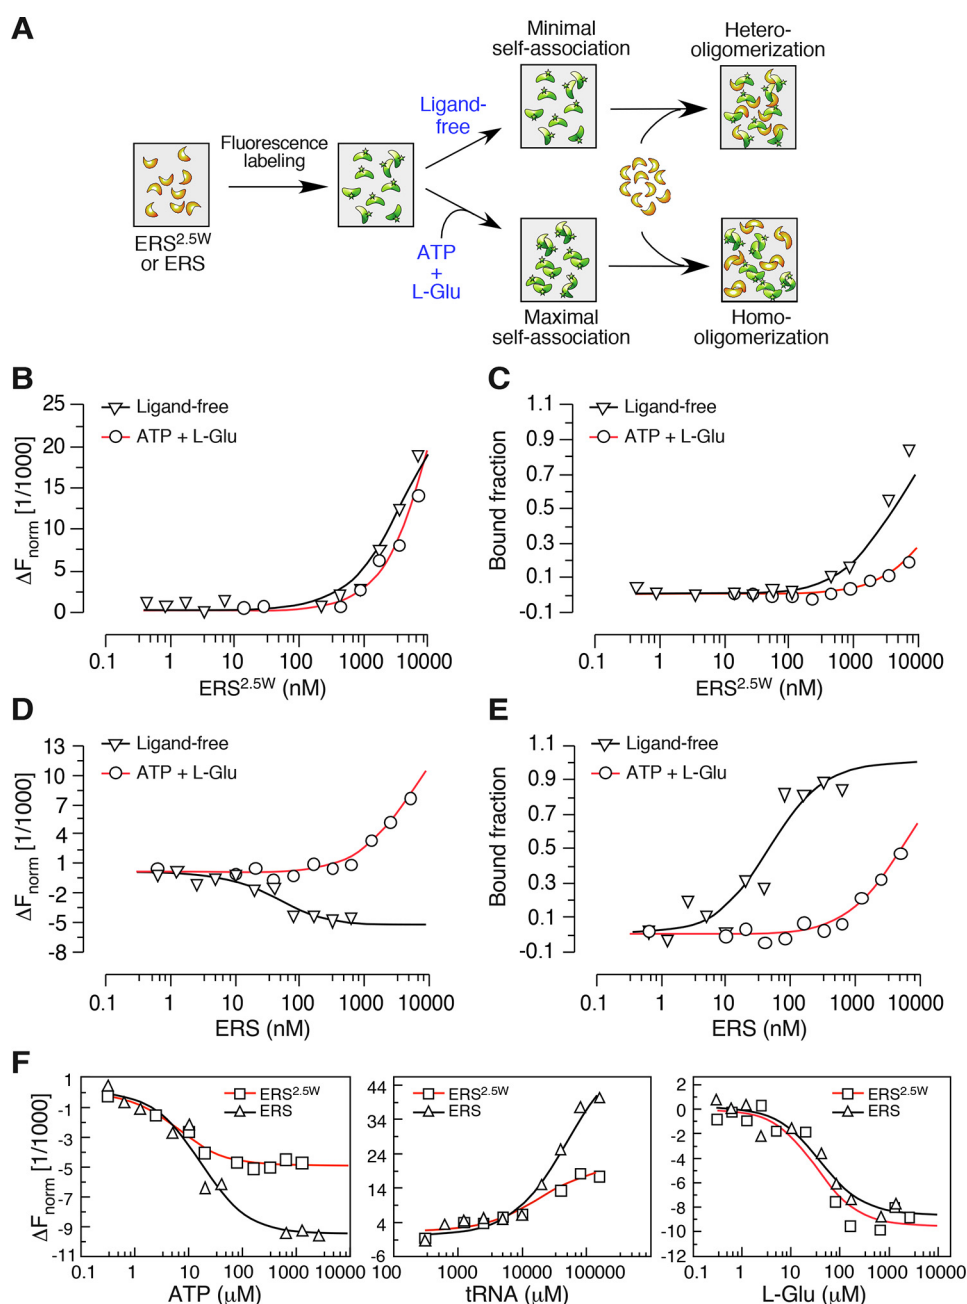 A
Minimal
self-association
Hetero-
oligomerization
Ligand-
free
Fluorescence
labeling
ERS2.5W
or ERS
ATP
+
L-Glu
Maximal
self-association
Homo-
oligomerization
B
25
20
15
10
5
0
ΔFnorm [1/1000]
Ligand-free
ATP + L-Glu
0.1 1 10 100 1000 10000
ERS2.5W (nM)
C
1.1
0.9
0.7
0.5
0.3
0.1
-0.1
Bound fraction
Ligand-free
ATP + L-Glu
0.1 1 10 100 1000 10000
ERS2.5W (nM)
D
13
10
7
4
1
-2
-5
-8
ΔFnorm [1/1000]
Ligand-free
ATP + L-Glu
0.1 1 10 100 1000 10000
ERS (nM)
E
1.1
0.9
0.7
0.5
0.3
0.1
-0.1
Bound fraction
Ligand-free
ATP + L-Glu
0.1 1 10 100 1000 10000
ERS (nM)
F
1
-1
-3
-5
-7
-9
-11
ΔFnorm [1/1000]
ERS2.5W
ERS
0.1 1 10 100 1000 10000
ATP (μM)
44
34
24
14
4
-6
ERS2.5W
ERS
100 1000 10000 100000
tRNA (μM)
2
0
-2
-4
-6
-8
-10
-12
ERS2.5W
ERS
0.1 1 10 100 1000 10000
L-Glu (μM)